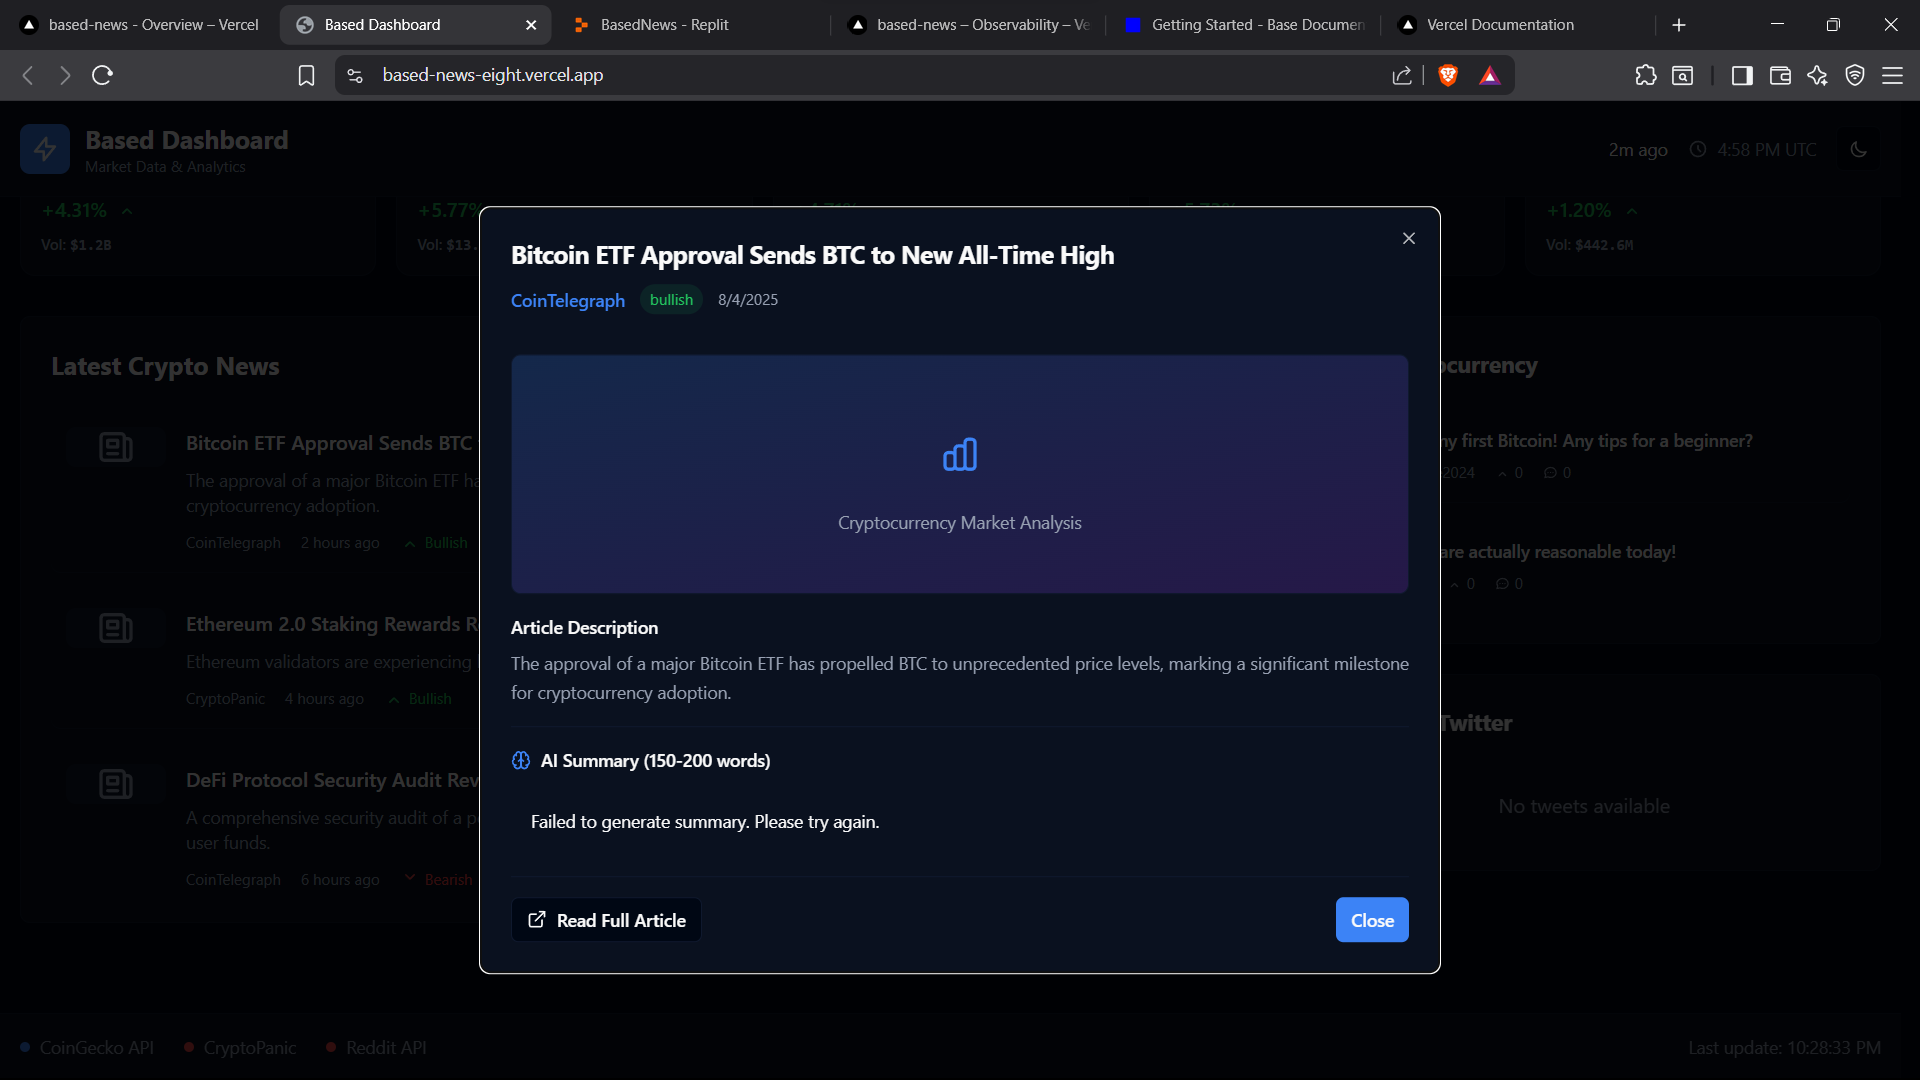 based-news - Overview – Vercel
Based Dashboard
BasedNews - Replit
based-news – Observability – Ve
Getting Started - Base Documen
Vercel Documentation
based-news-eight.vercel.app
Based Dashboard
Market Data & Analytics
2m ago
4:58 PM UTC
+4.31%
+5.77%
+1.20%
Vol: $1.2B
Vol: $13.
Vol: $442.6M
Bitcoin ETF Approval Sends BTC to New All-Time High
CoinTelegraph bullish 8/4/2025
Cryptocurrency Market Analysis
Article Description
The approval of a major Bitcoin ETF has propelled BTC to unprecedented price levels, marking a significant milestone
for cryptocurrency adoption.
AI Summary (150-200 words)
Failed to generate summary. Please try again.
Read Full Article
Close
Latest Crypto News
Bitcoin ETF Approval Sends BTC
The approval of a major Bitcoin ETF ha
cryptocurrency adoption.
CoinTelegraph 2 hours ago Bullish
Ethereum 2.0 Staking Rewards R
Ethereum validators are experiencing
CryptoPanic 4 hours ago Bullish
DeFi Protocol Security Audit Rev
A comprehensive security audit of a p
user funds.
CoinTelegraph 6 hours ago Bearish
ocurrency
my first Bitcoin! Any tips for a beginner?
2024 0 0
are actually reasonable today!
0 0
Twitter
No tweets available
CoinGecko API
CryptoPanic
Reddit API
Last update: 10:28:33 PM